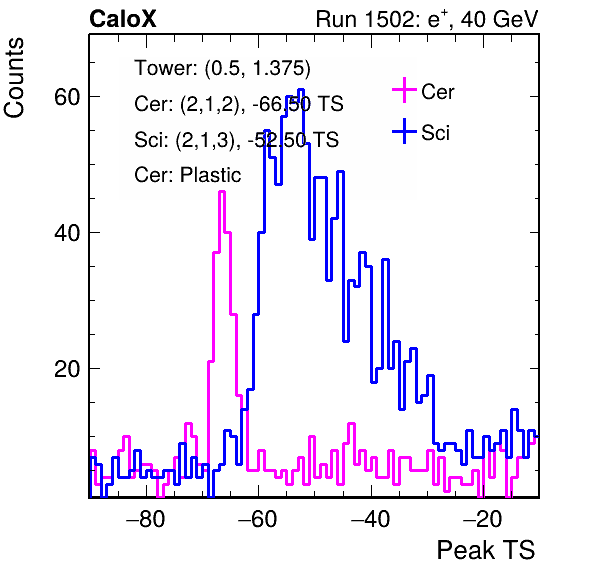 CaloX Run 1502: e⁺, 40 GeV
Counts
Tower: (0.5, 1.375)
Cer: (2,1,2), -66.50 TS
Sci: (2,1,3), -52.50 TS
Cer: Plastic
Cer
Sci
60
40
20
−80 −60 −40 −20
Peak TS